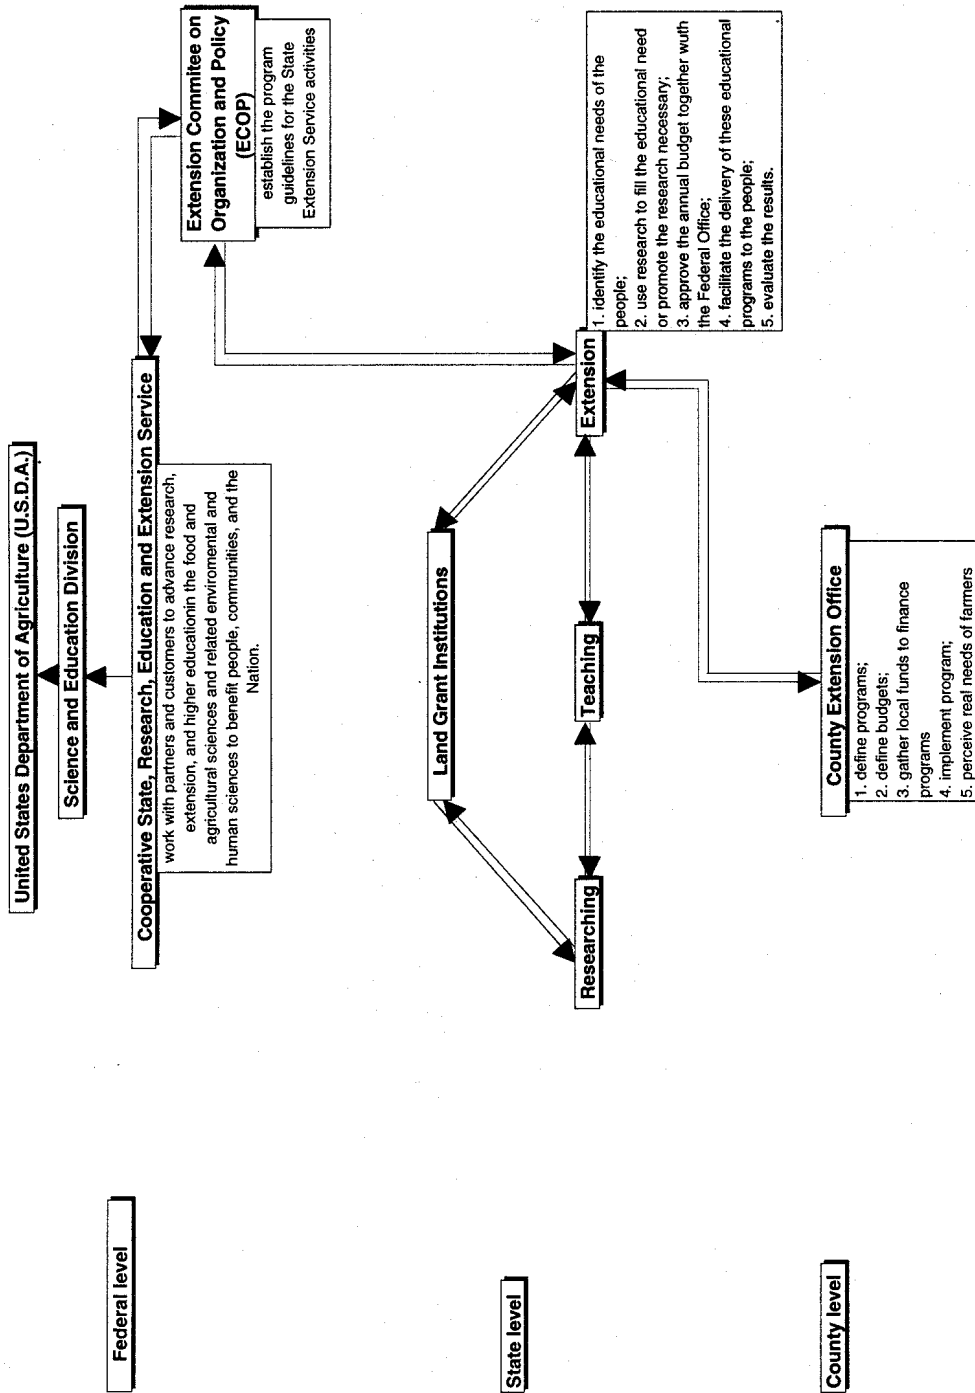 United States Department of Agriculture (U.S.D.A.)
Science and Education Division
Federal level
Cooperative State, Research, Education and Extension Service
work with partners and customers to advance research,
extension, and higher educationin the food and
agricultural sciences and related enviromental and
human sciences to benefit people, communities, and the
Nation.
Extension Commitee on
Organization and Policy
(ECOP)
establish the program
guidelines for the State
Extension Service activities
State level
Land Grant Institutions
Researching
Teaching
Extension
1. identify the educational needs of the
people;
2. use research to fill the educational need
or promote the research necessary;
3. approve the annual budget together wuth
the Federal Office;
4. facilitate the delivery of these educational
programs to the people;
5. evaluate the results.
County level
County Extension Office
1. define programs;
2. define budgets;
3. gather local funds to finance
programs
4. implement program;
5. perceive real needs of farmers